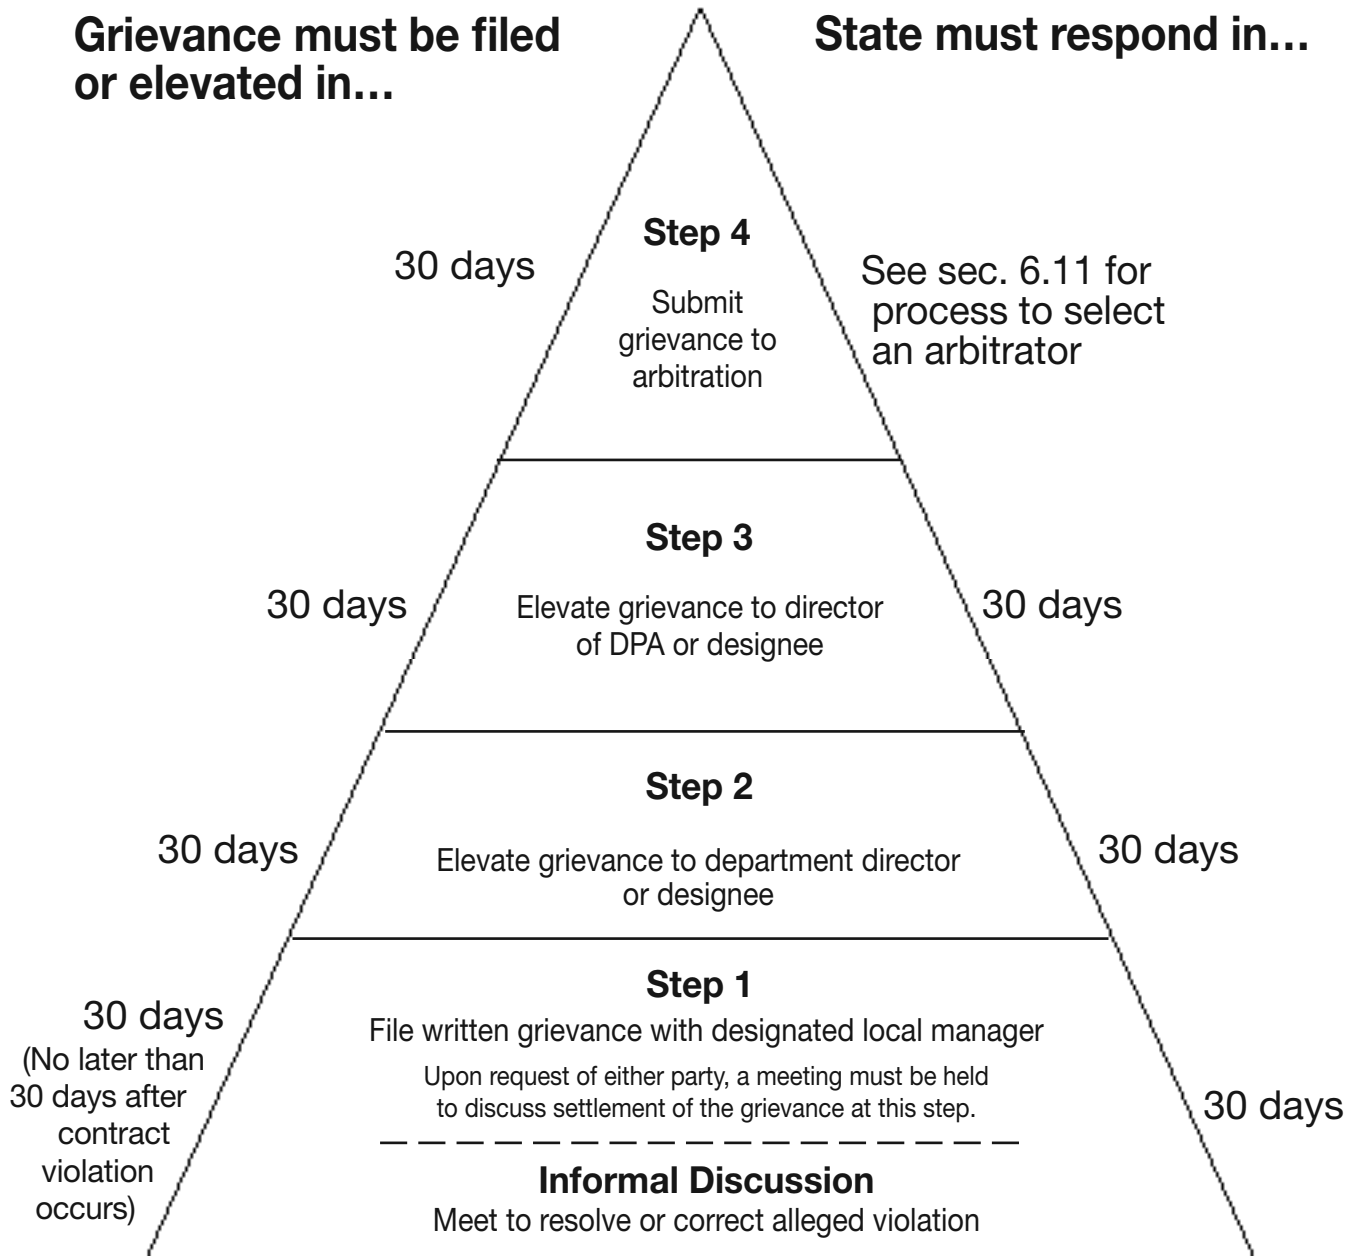 Grievance must be filed
or elevated in...
State must respond in...
Step 4
30 days
Submit
grievance to
arbitration
See sec. 6.11 for
process to select
an arbitrator
Step 3
30 days
Elevate grievance to director
of DPA or designee
30 days
Step 2
30 days
Elevate grievance to department director
or designee
30 days
Step 1
30 days
(No later than
30 days after
contract
violation
occurs)
File written grievance with designated local manager
Upon request of either party, a meeting must be held
to discuss settlement of the grievance at this step.
30 days
Informal Discussion
Meet to resolve or correct alleged violation